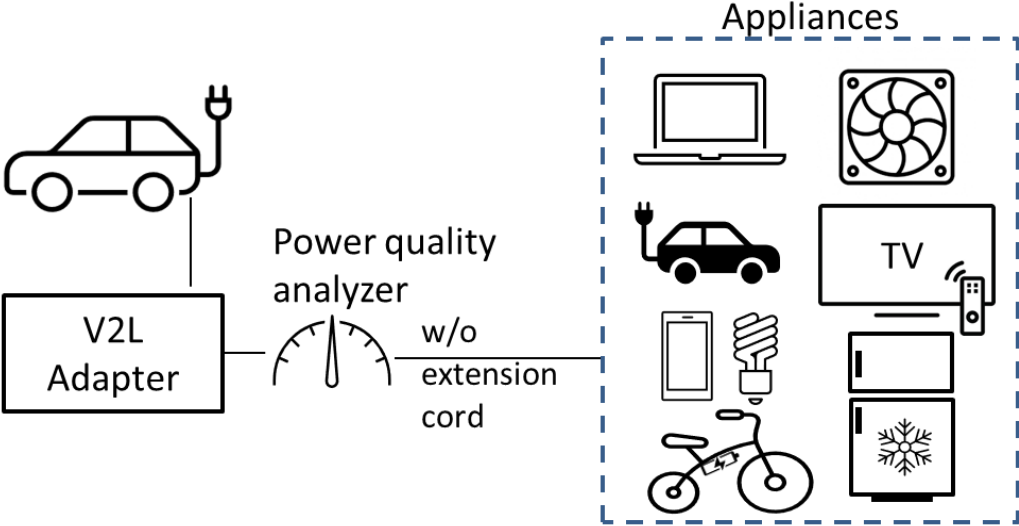 Appliances
Power quality
analyzer
V2L
Adapter
w/o
extension
cord
TV